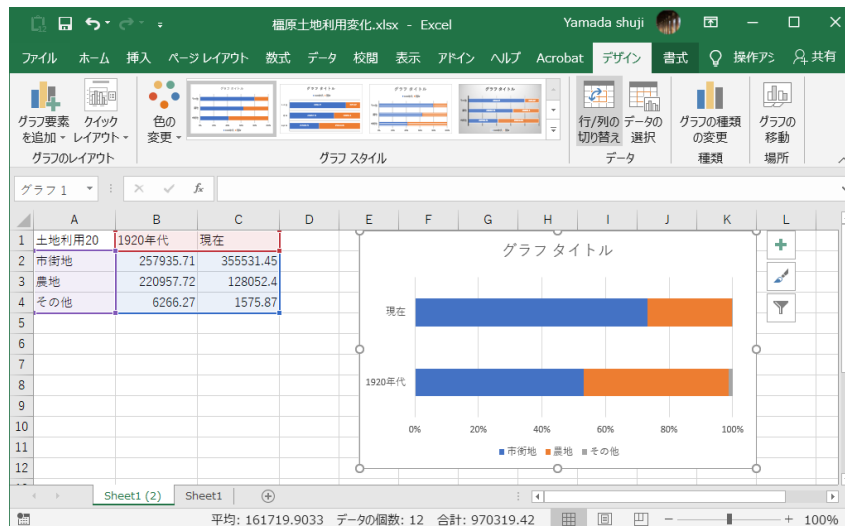 橿原土地利用変化.xlsx - Excel
Yamada shuji
ファイル ホーム 挿入 ページ レイアウト 数式 データ 校閲 表示 アドイン ヘルプ Acrobat デザイン 書式 操作アシ 共有
グラフ要素を追加 クイックレイアウト 色の変更 行/列の切り替え データの選択 グラフの種類の変更 グラフの移動
グラフのレイアウト グラフ スタイル データ 種類 場所
グラフ 1 fx
A B C D E F G H I J K L
1 土地利用20 1920年代 現在
2 市街地 257935.71 355531.45
3 農地 220957.72 128052.4
4 その他 6266.27 1575.87
5
6
7
8
9
10
11
12
グラフ タイトル
現在
1920年代
0% 20% 40% 60% 80% 100%
市街地 農地 その他
Sheet1 (2) Sheet1
平均: 161719.9033 データの個数: 12 合計: 970319.42 100%